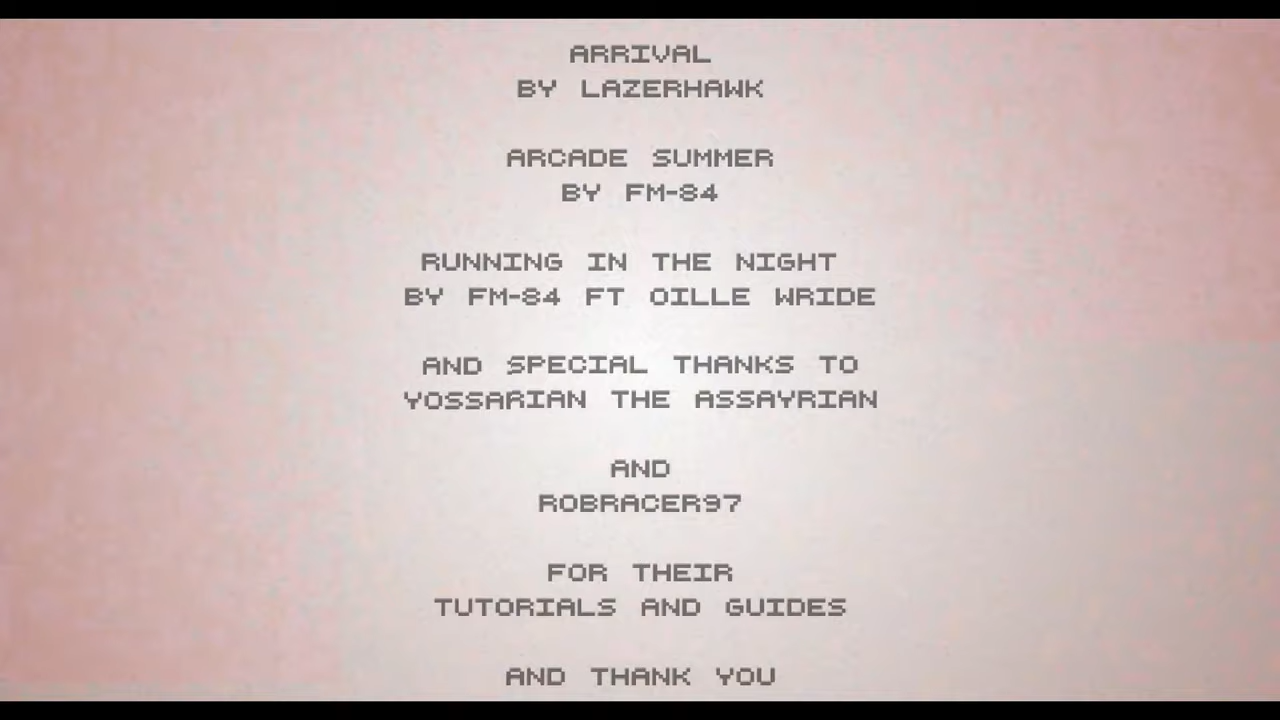 ARRIVAL
BY LAZERHAWK
ARCADE SUMMER
BY FM-84
RUNNING IN THE NIGHT
BY FM-84 FT OILLE WRIDE
AND SPECIAL THANKS TO
YOSSARIAN THE ASSAYRIAN
AND
ROBRACER97
FOR THEIR
TUTORIALS AND GUIDES
AND THANK YOU